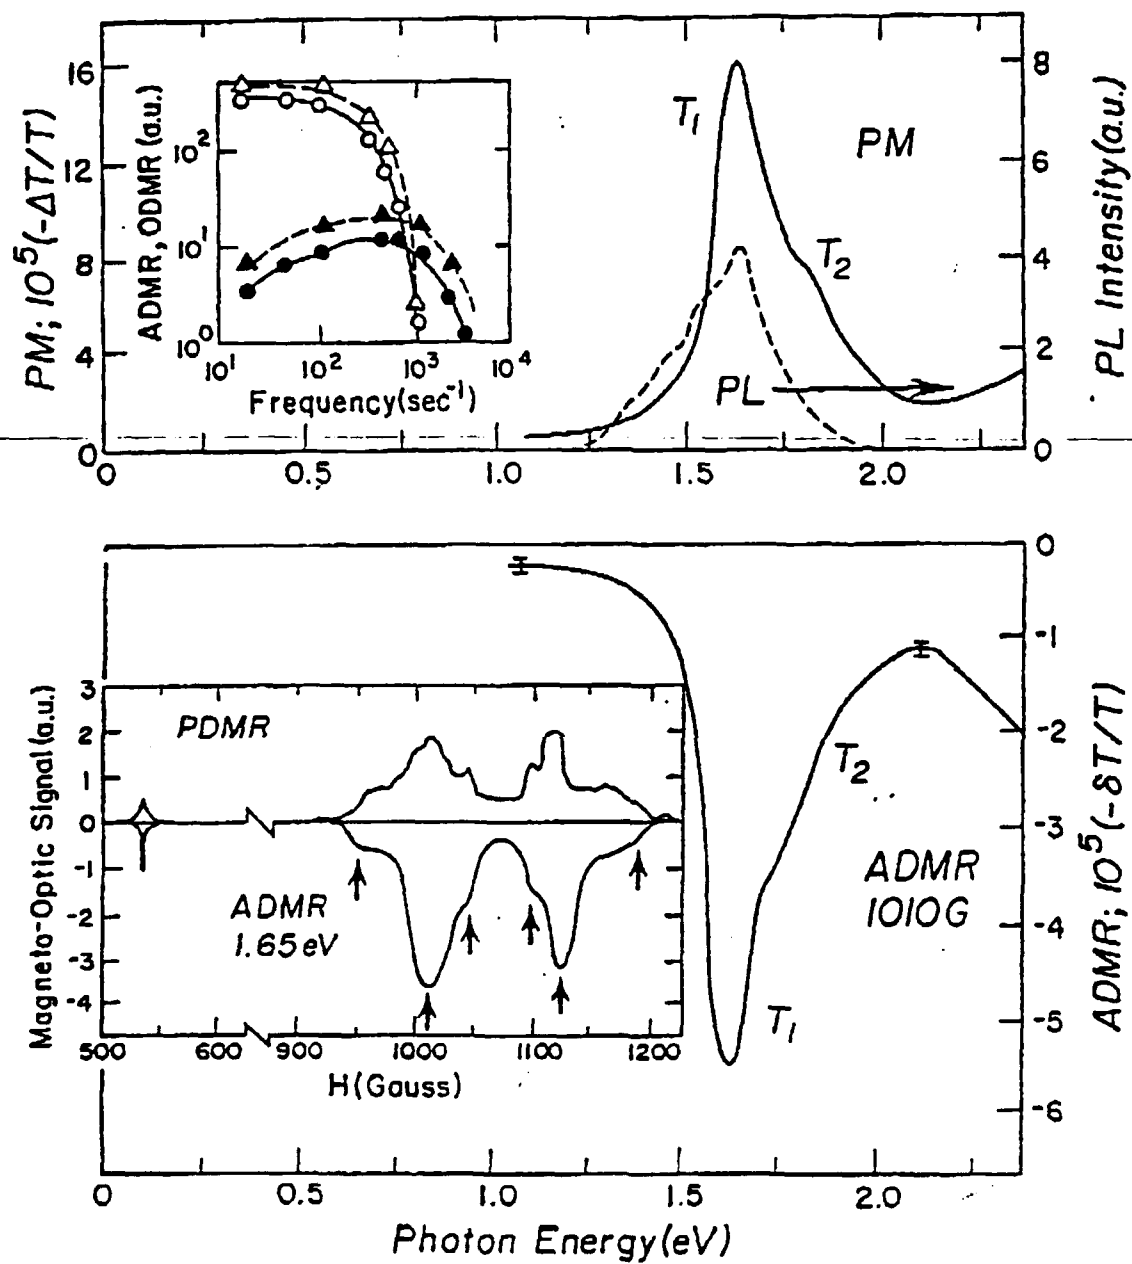 PM; 10⁵(-ΔT/T)
16
12
8
4
0
ADMR, ODMR (a.u.)
10²
10¹
10⁰
10¹ 10² 10³ 10⁴
Frequency(sec⁻¹)
T₁
PM
T₂
PL
8
6
4
2
0
PL Intensity(a.u.)
0 0.5 1.0 1.5 2.0
0
-1
-2
-3
-4
-5
-6
ADMR; 10⁵(-δT/T)
T₂
ADMR
1010G
T₁
Magneto-Optic Signal(a.u.)
3
2
1
0
-1
-2
-3
-4
PDMR
ADMR
1.65eV
500 600 900 1000 1100 1200
H(Gauss)
0 0.5 1.0 1.5 2.0
Photon Energy(eV)